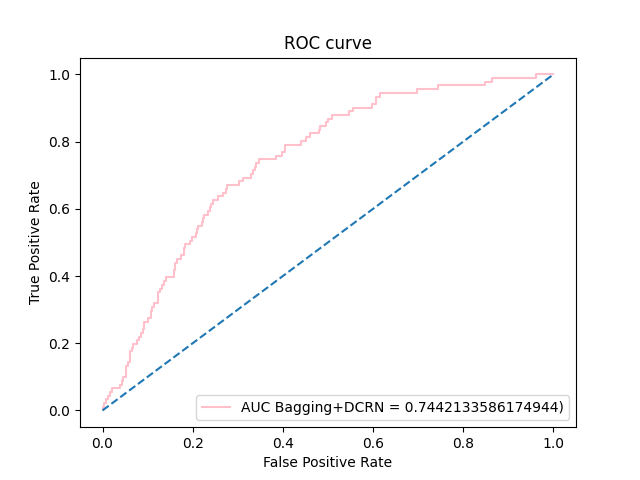 ROC curve
1.0
0.8
0.6
0.4
0.2
0.0
True Positive Rate
AUC Bagging+DCRN = 0.7442133586174944)
0.0 0.2 0.4 0.6 0.8 1.0
False Positive Rate